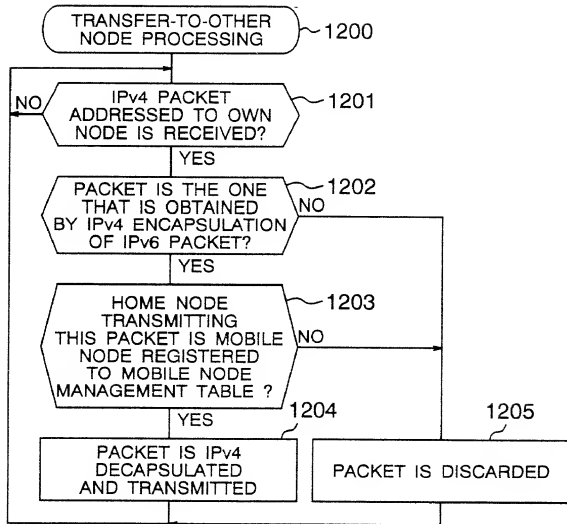 TRANSFER-TO-OTHER
NODE PROCESSING
1200
NO
IPv4 PACKET
ADDRESSED TO OWN
NODE IS RECEIVED?
1201
YES
PACKET IS THE ONE
THAT IS OBTAINED
BY IPv4 ENCAPSULATION
OF IPv6 PACKET?
1202
NO
YES
HOME NODE
TRANSMITTING
THIS PACKET IS MOBILE
NODE REGISTERED
TO MOBILE NODE
MANAGEMENT TABLE ?
1203
NO
YES
1204
PACKET IS IPv4
DECAPSULATED
AND TRANSMITTED
1205
PACKET IS DISCARDED